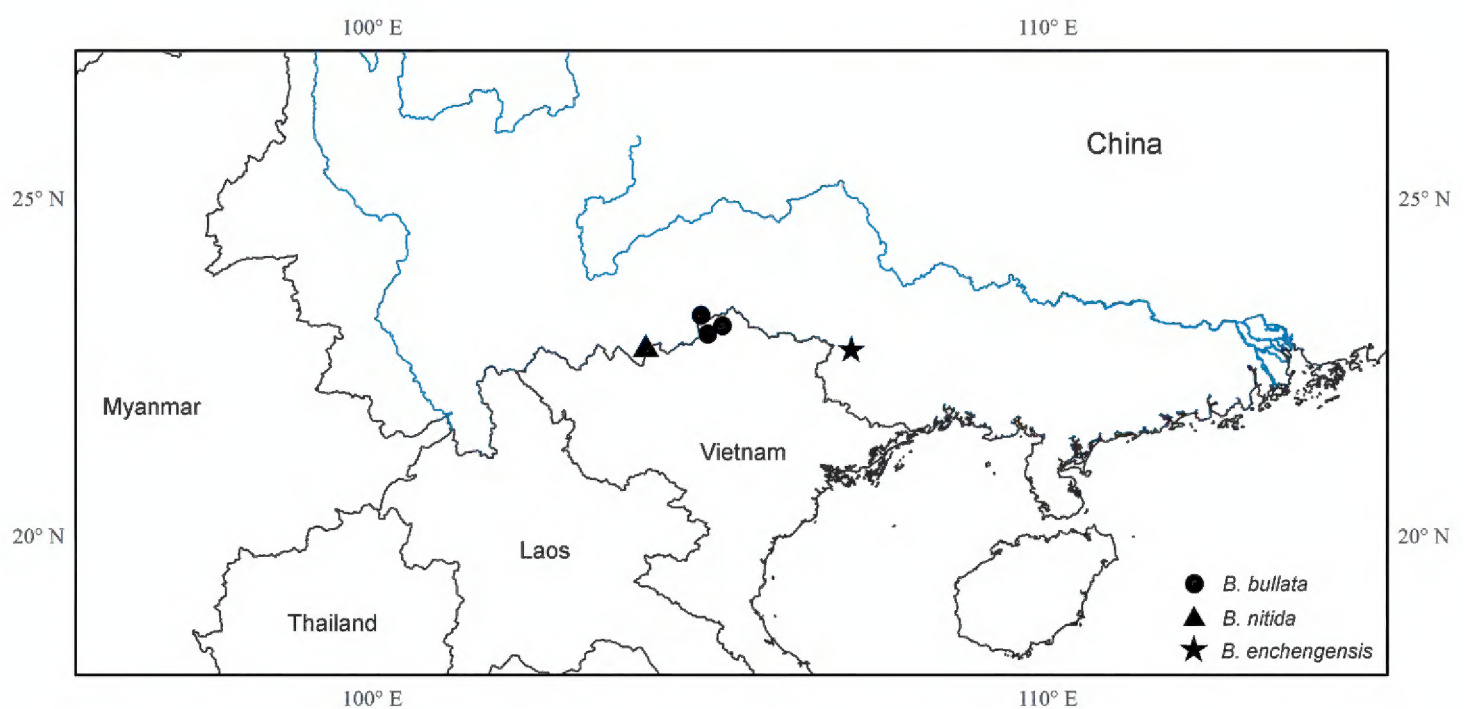 100° E 110° E
China
25° N 25° N
Myanmar
Vietnam
20° N 20° N
Laos
B. bullata
Thailand B. nitida
B. enchengensis
100° E 110° E